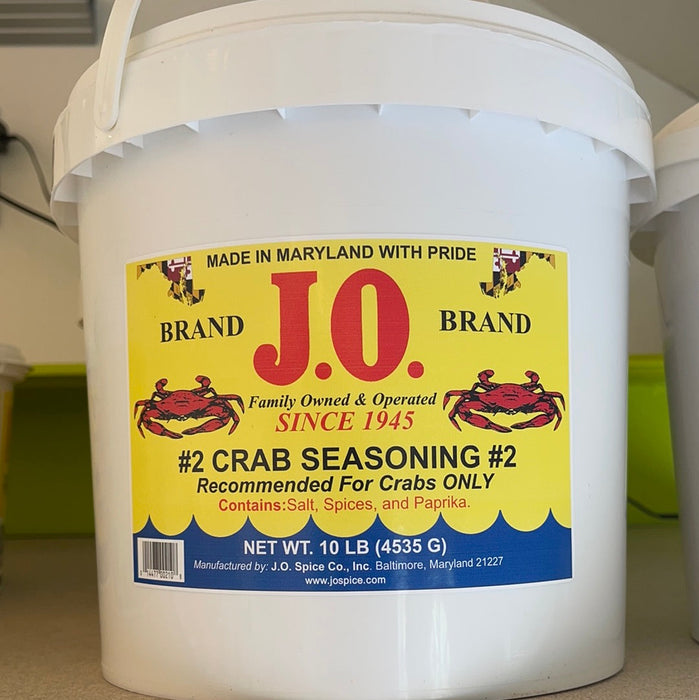 MADE IN MARYLAND WITH PRIDE
BRAND J.O. BRAND
Family Owned & Operated
SINCE 1945
#2 CRAB SEASONING #2
Recommended For Crabs ONLY
Contains:Salt, Spices, and Paprika.
NET WT. 10 LB (4535 G)
Manufactured by: J.O. Spice Co., Inc. Baltimore, Maryland 21227
www.jospice.com